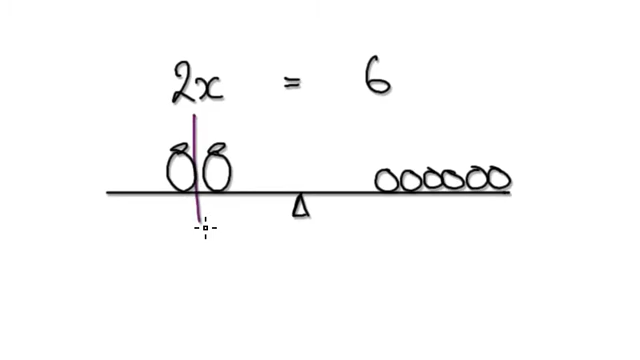 2x = 6